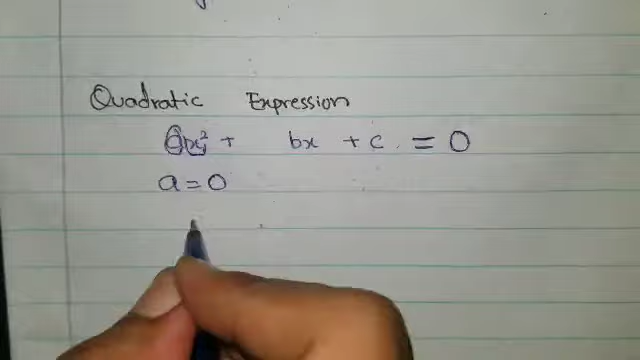 Quadratic Expression
ax² + bx + c = 0
a = 0